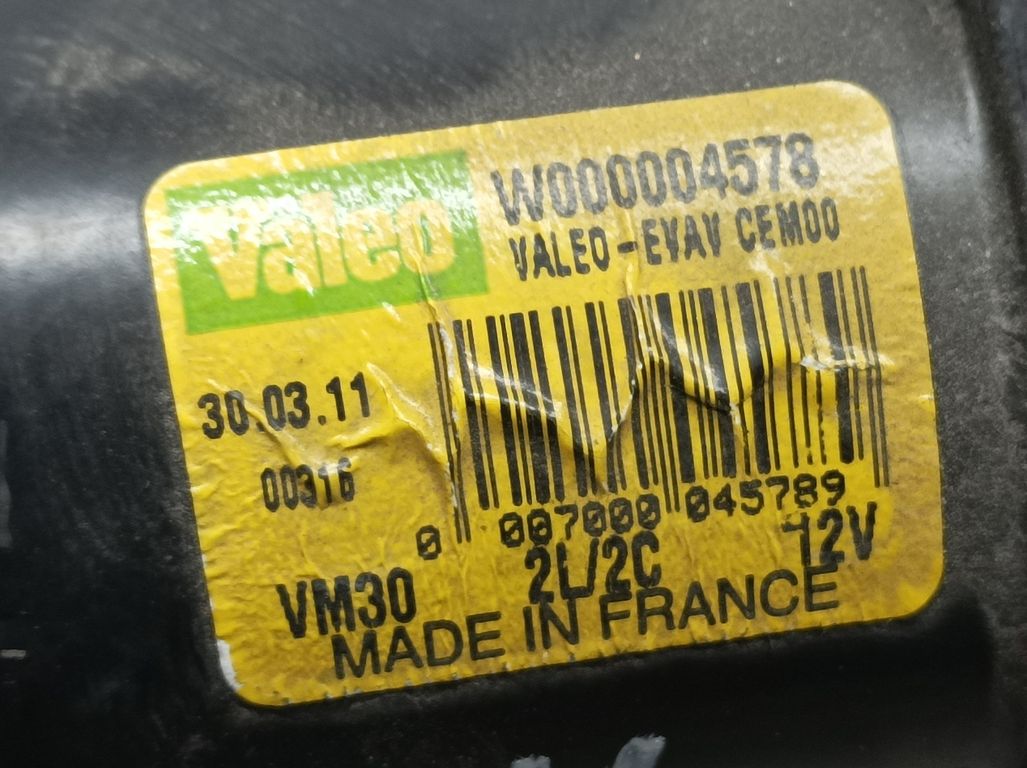 Valeo
W000004578
VALEO-EVAV CEM00
30.03.11
00316
0 007000 045789
VM30 2L/2C 12V
MADE IN FRANCE